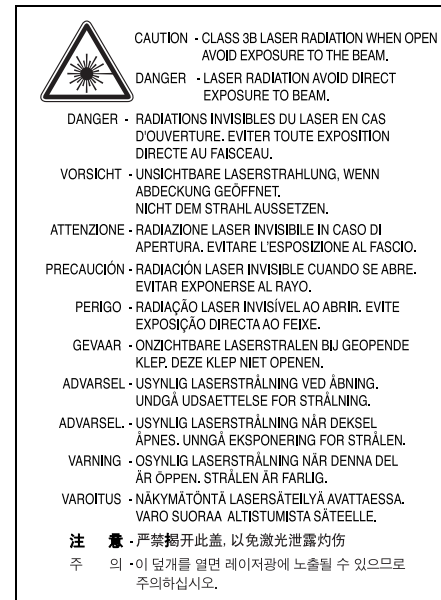 CAUTION - CLASS 3B LASER RADIATION WHEN OPEN
AVOID EXPOSURE TO THE BEAM.
DANGER - LASER RADIATION AVOID DIRECT
EXPOSURE TO BEAM.
DANGER - RADIATIONS INVISIBLES DU LASER EN CAS
D'OUVERTURE. EVITER TOUTE EXPOSITION
DIRECTE AU FAISCEAU.
VORSICHT - UNSICHTBARE LASERSTRAHLUNG, WENN
ABDECKUNG GEÖFFNET.
NICHT DEM STRAHL AUSSETZEN.
ATTENZIONE - RADIAZIONE LASER INVISIBILE IN CASO DI
APERTURA. EVITARE L'ESPOSIZIONE AL FASCIO.
PRECAUCIÓN - RADIACIÓN LASER INVISIBLE CUANDO SE ABRE.
EVITAR EXPONERSE AL RAYO.
PERIGO - RADIAÇÃO LASER INVISÍVEL AO ABRIR. EVITE
EXPOSIÇÃO DIRECTA AO FEIXE.
GEVAAR - ONZICHTBARE LASERSTRALEN BIJ GEOPENDE
KLEP. DEZE KLEP NIET OPENEN.
ADVARSEL - USYNLIG LASERSTRÅLNING VED ÅBNING.
UNDGÅ UDSAETTELSE FOR STRÅLNING.
ADVARSEL. - USYNLIG LASERSTRÅLNING NÅR DEKSEL
ÅPNES. UNNGÅ EKSPONERING FOR STRÅLEN.
VARNING - OSYNLIG LASERSTRÅLNING NÄR DENNA DEL
ÄR ÖPPEN. STRÅLEN ÄR FARLIG.
VAROITUS - NÄKYMÄTÖNTÄ LASERSÄTEILYÄ AVATTAESSA.
VARO SUORAA ALTISTUMISTA SÄTEELLE.
注 意 - 严禁揭开此盖, 以免激光泄露灼伤
주 의 - 이 덮개를 열면 레이저광에 노출될 수 있으므로
주의하십시오.